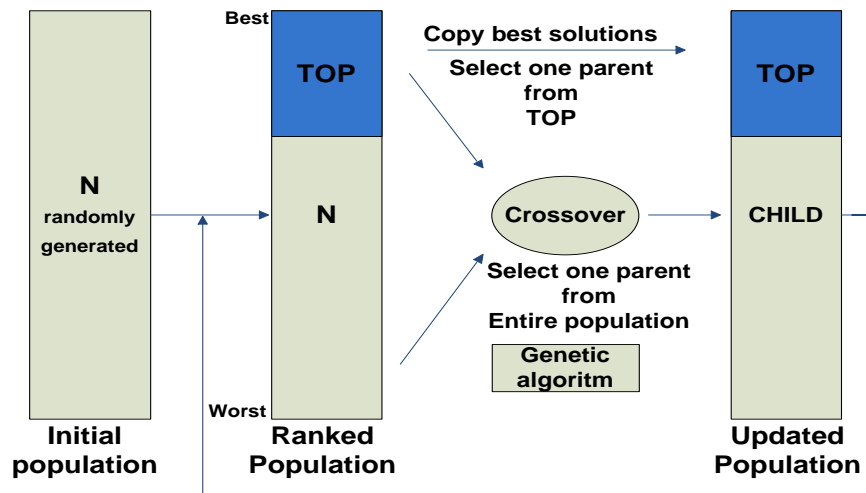 Best
TOP
Copy best solutions
Select one parent
from
TOP
TOP
N
randomly
generated
N
Crossover
CHILD
Select one parent
from
Entire population
Genetic
algoritm
Worst
Initial
population
Ranked
Population
Updated
Population